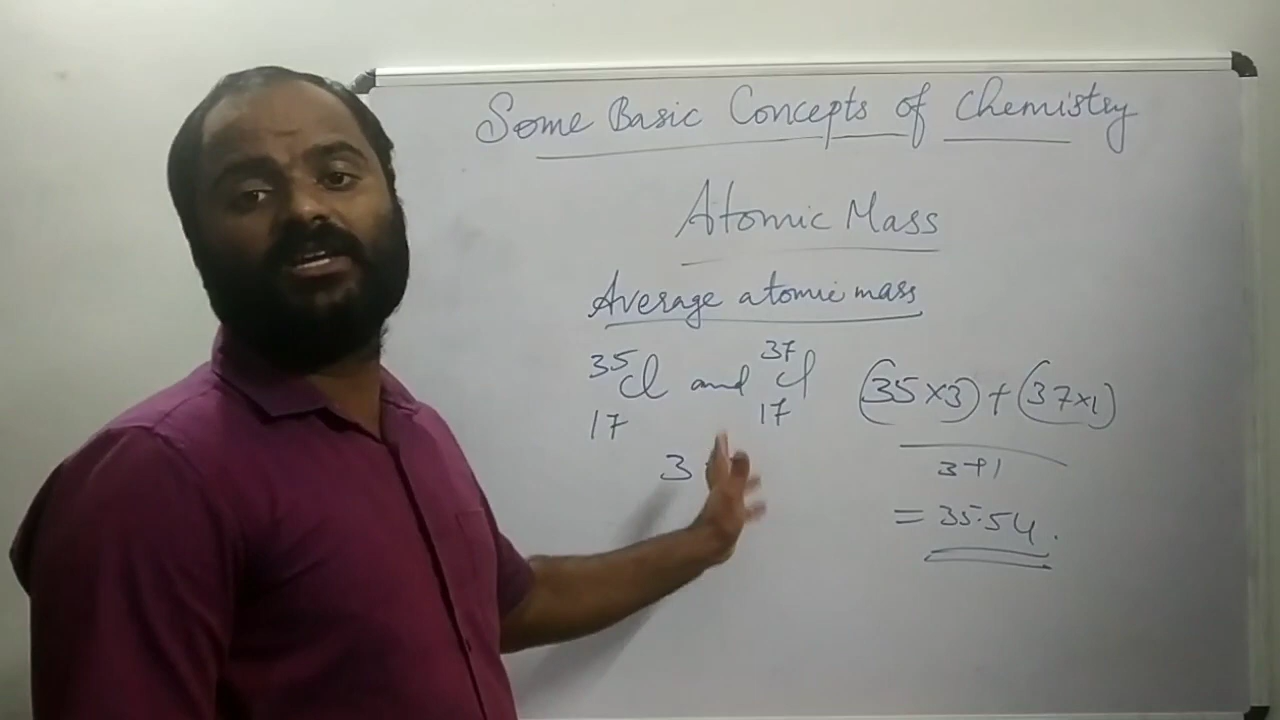 Some Basic Concepts of Chemistry
Atomic Mass
Average atomic mass
35Cl and 37Cl
17 17
3
(35×3) + (37×1)
3+1
= 35.5u.